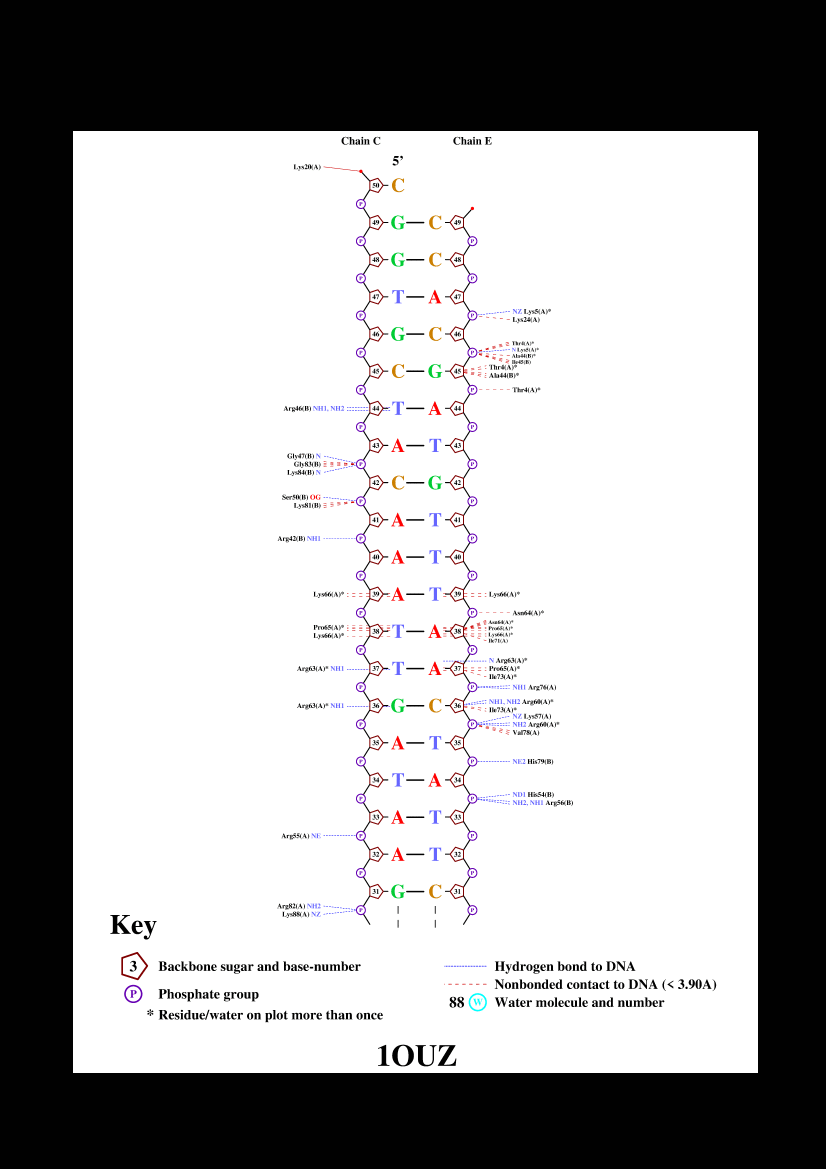 Chain C Chain E
5’
Lys20(A)
50 C
P
49 G C 49
P P
48 G C 48
P P
47 T A 47
P P NZ Lys5(A)*
Lys24(A)
46 G C 46
Thr4(A)*
P P N Lys5(A)*
Ala44(B)*
Ile45(B)
45 C G 45 Thr4(A)*
Ala44(B)*
P P Thr4(A)*
Arg46(B) NH1, NH2 44 T A 44
P P
43 A T 43
Gly47(B) N
Gly83(B) P P
Lys84(B) N
42 C G 42
Ser50(B) OG P P
Lys81(B)
41 A T 41
Arg42(B) NH1 P P
40 A T 40
P P
Lys66(A)* 39 A T 39 Lys66(A)*
P P Asn64(A)*
Asn64(A)*
Pro65(A)* 38 T A 38 Pro65(A)*
Lys66(A)* Lys66(A)*
Ile71(A)
P P
N Arg63(A)*
Arg63(A)* NH1 37 T A 37 Pro65(A)*
Ile73(A)*
P P NH1 Arg76(A)
Arg63(A)* NH1 36 G C 36 NH1, NH2 Arg60(A)*
Ile73(A)*
NZ Lys57(A)
P P NH2 Arg60(A)*
Val78(A)
35 A T 35
P P NE2 His79(B)
34 T A 34
P P ND1 His54(B)
NH2, NH1 Arg56(B)
33 A T 33
Arg55(A) NE P P
32 A T 32
P P
31 G C 31
Arg82(A) NH2 P P
Lys88(A) NZ
Key
3 Backbone sugar and base-number
P Phosphate group
* Residue/water on plot more than once
Hydrogen bond to DNA
Nonbonded contact to DNA (< 3.90A)
88 W Water molecule and number
1OUZ